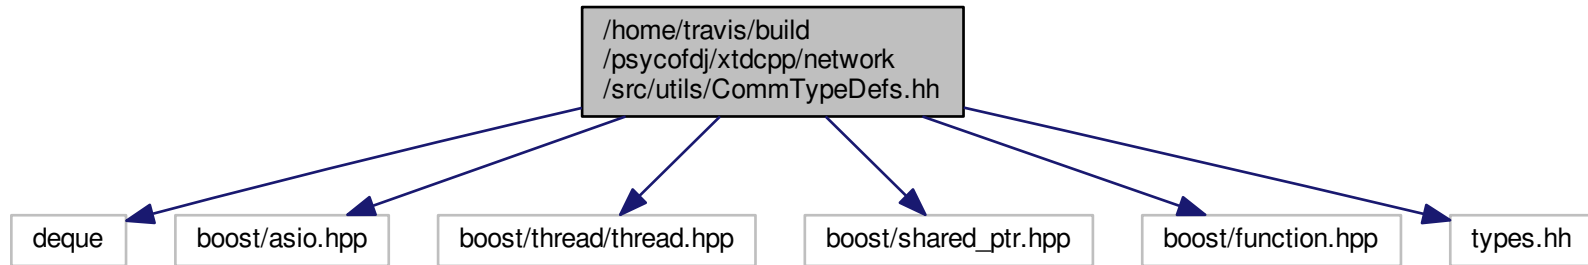 /home/travis/build
/psycofdj/xtdcpp/network
/src/utils/CommTypeDefs.hh
deque
boost/asio.hpp
boost/thread/thread.hpp
boost/shared_ptr.hpp
boost/function.hpp
types.hh